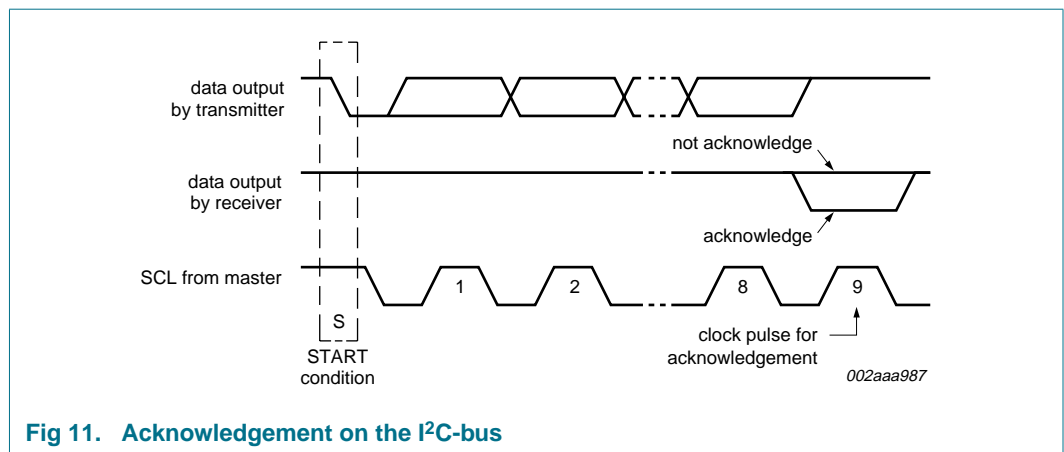 data output
by transmitter
not acknowledge
data output
by receiver
acknowledge
SCL from master
1
2
8
9
S
START
condition
clock pulse for
acknowledgement
002aaa987
Fig 11. Acknowledgement on the I²C-bus